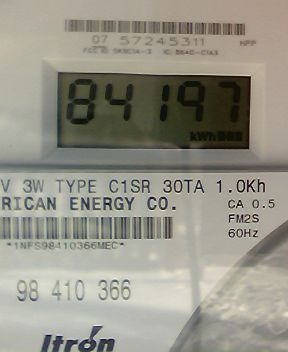 07 57245311 HPP
84197
kWh
V 3W TYPE C1SR 30TA 1.0Kh
RICAN ENERGY CO. CA 0.5
FM2S
*1NFS98410366MEC* 60Hz
98 410 366
Itron